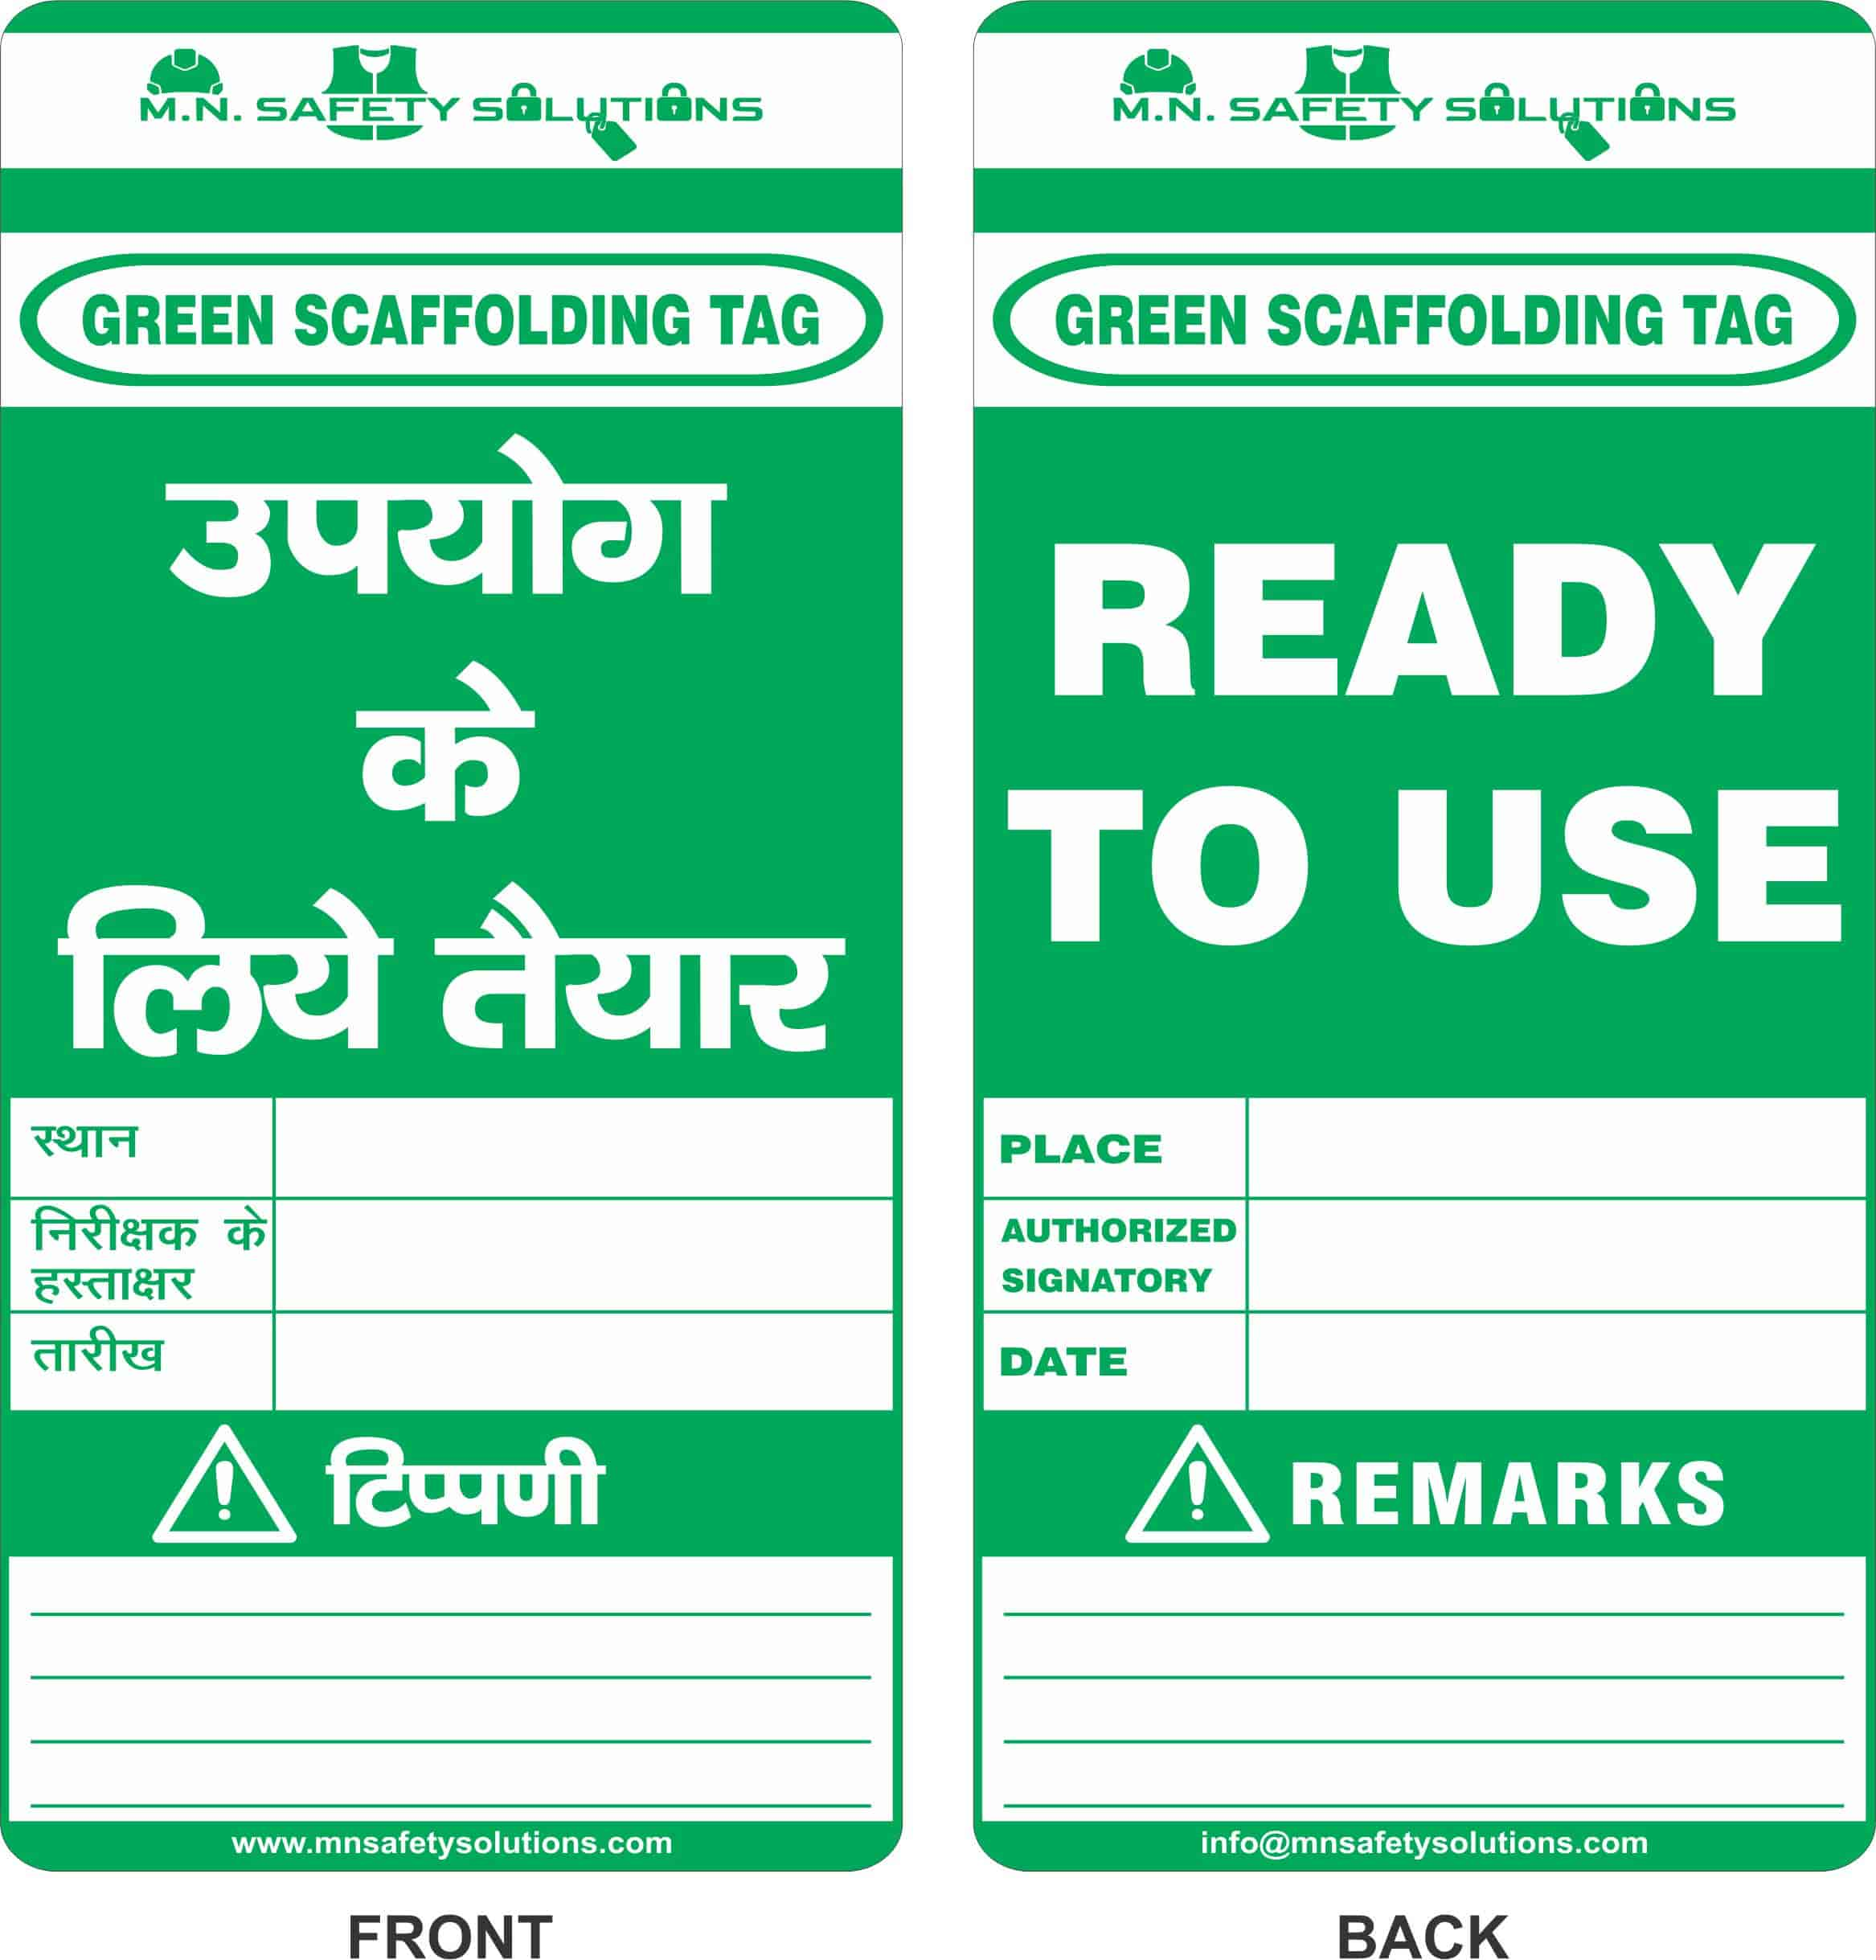 M.N. SAFETY SOLUTIONS
GREEN SCAFFOLDING TAG
उपयोग
के
लिये तैयार
स्थान
निरीक्षक के
हस्ताक्षर
तारीख
टिप्पणी
www.mnsafetysolutions.com
FRONT
M.N. SAFETY SOLUTIONS
GREEN SCAFFOLDING TAG
READY
TO USE
PLACE
AUTHORIZED
SIGNATORY
DATE
REMARKS
info@mnsafetysolutions.com
BACK